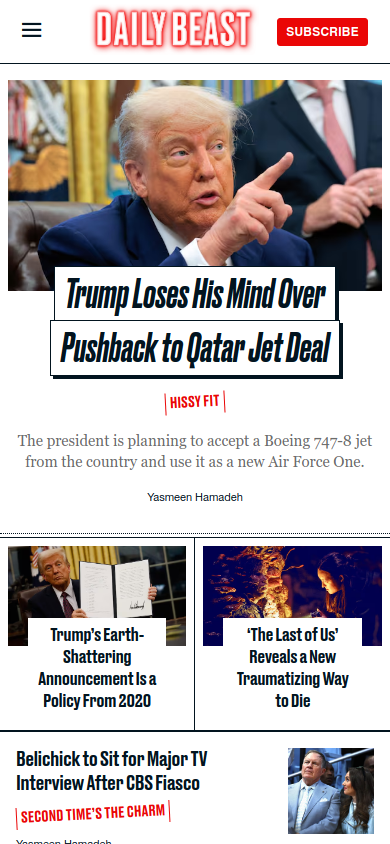 DAILY BEAST
SUBSCRIBE
Trump Loses His Mind Over
Pushback to Qatar Jet Deal
HISSY FIT
The president is planning to accept a Boeing 747-8 jet
from the country and use it as a new Air Force One.
Yasmeen Hamadeh
Trump’s Earth-
Shattering
Announcement Is a
Policy From 2020
‘The Last of Us’
Reveals a New
Traumatizing Way
to Die
Belichick to Sit for Major TV
Interview After CBS Fiasco
SECOND TIME’S THE CHARM
Yasmeen Hamadeh